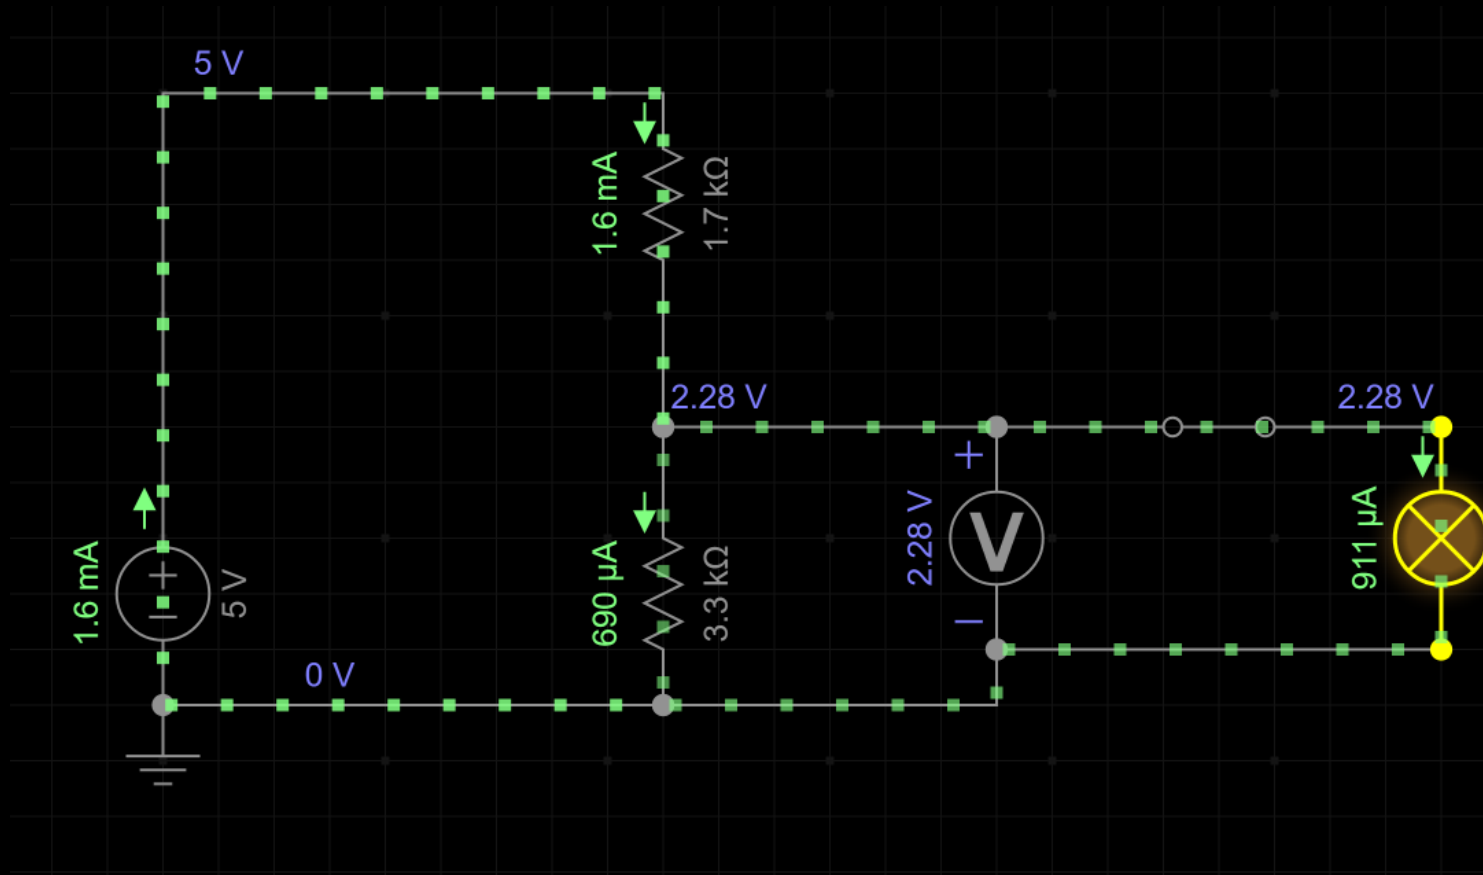 5 V
1.6 mA
1.7 kΩ
2.28 V
2.28 V
+
2.28 V
V
911 µA
1.6 mA
+
5 V
690 µA
3.3 kΩ
0 V